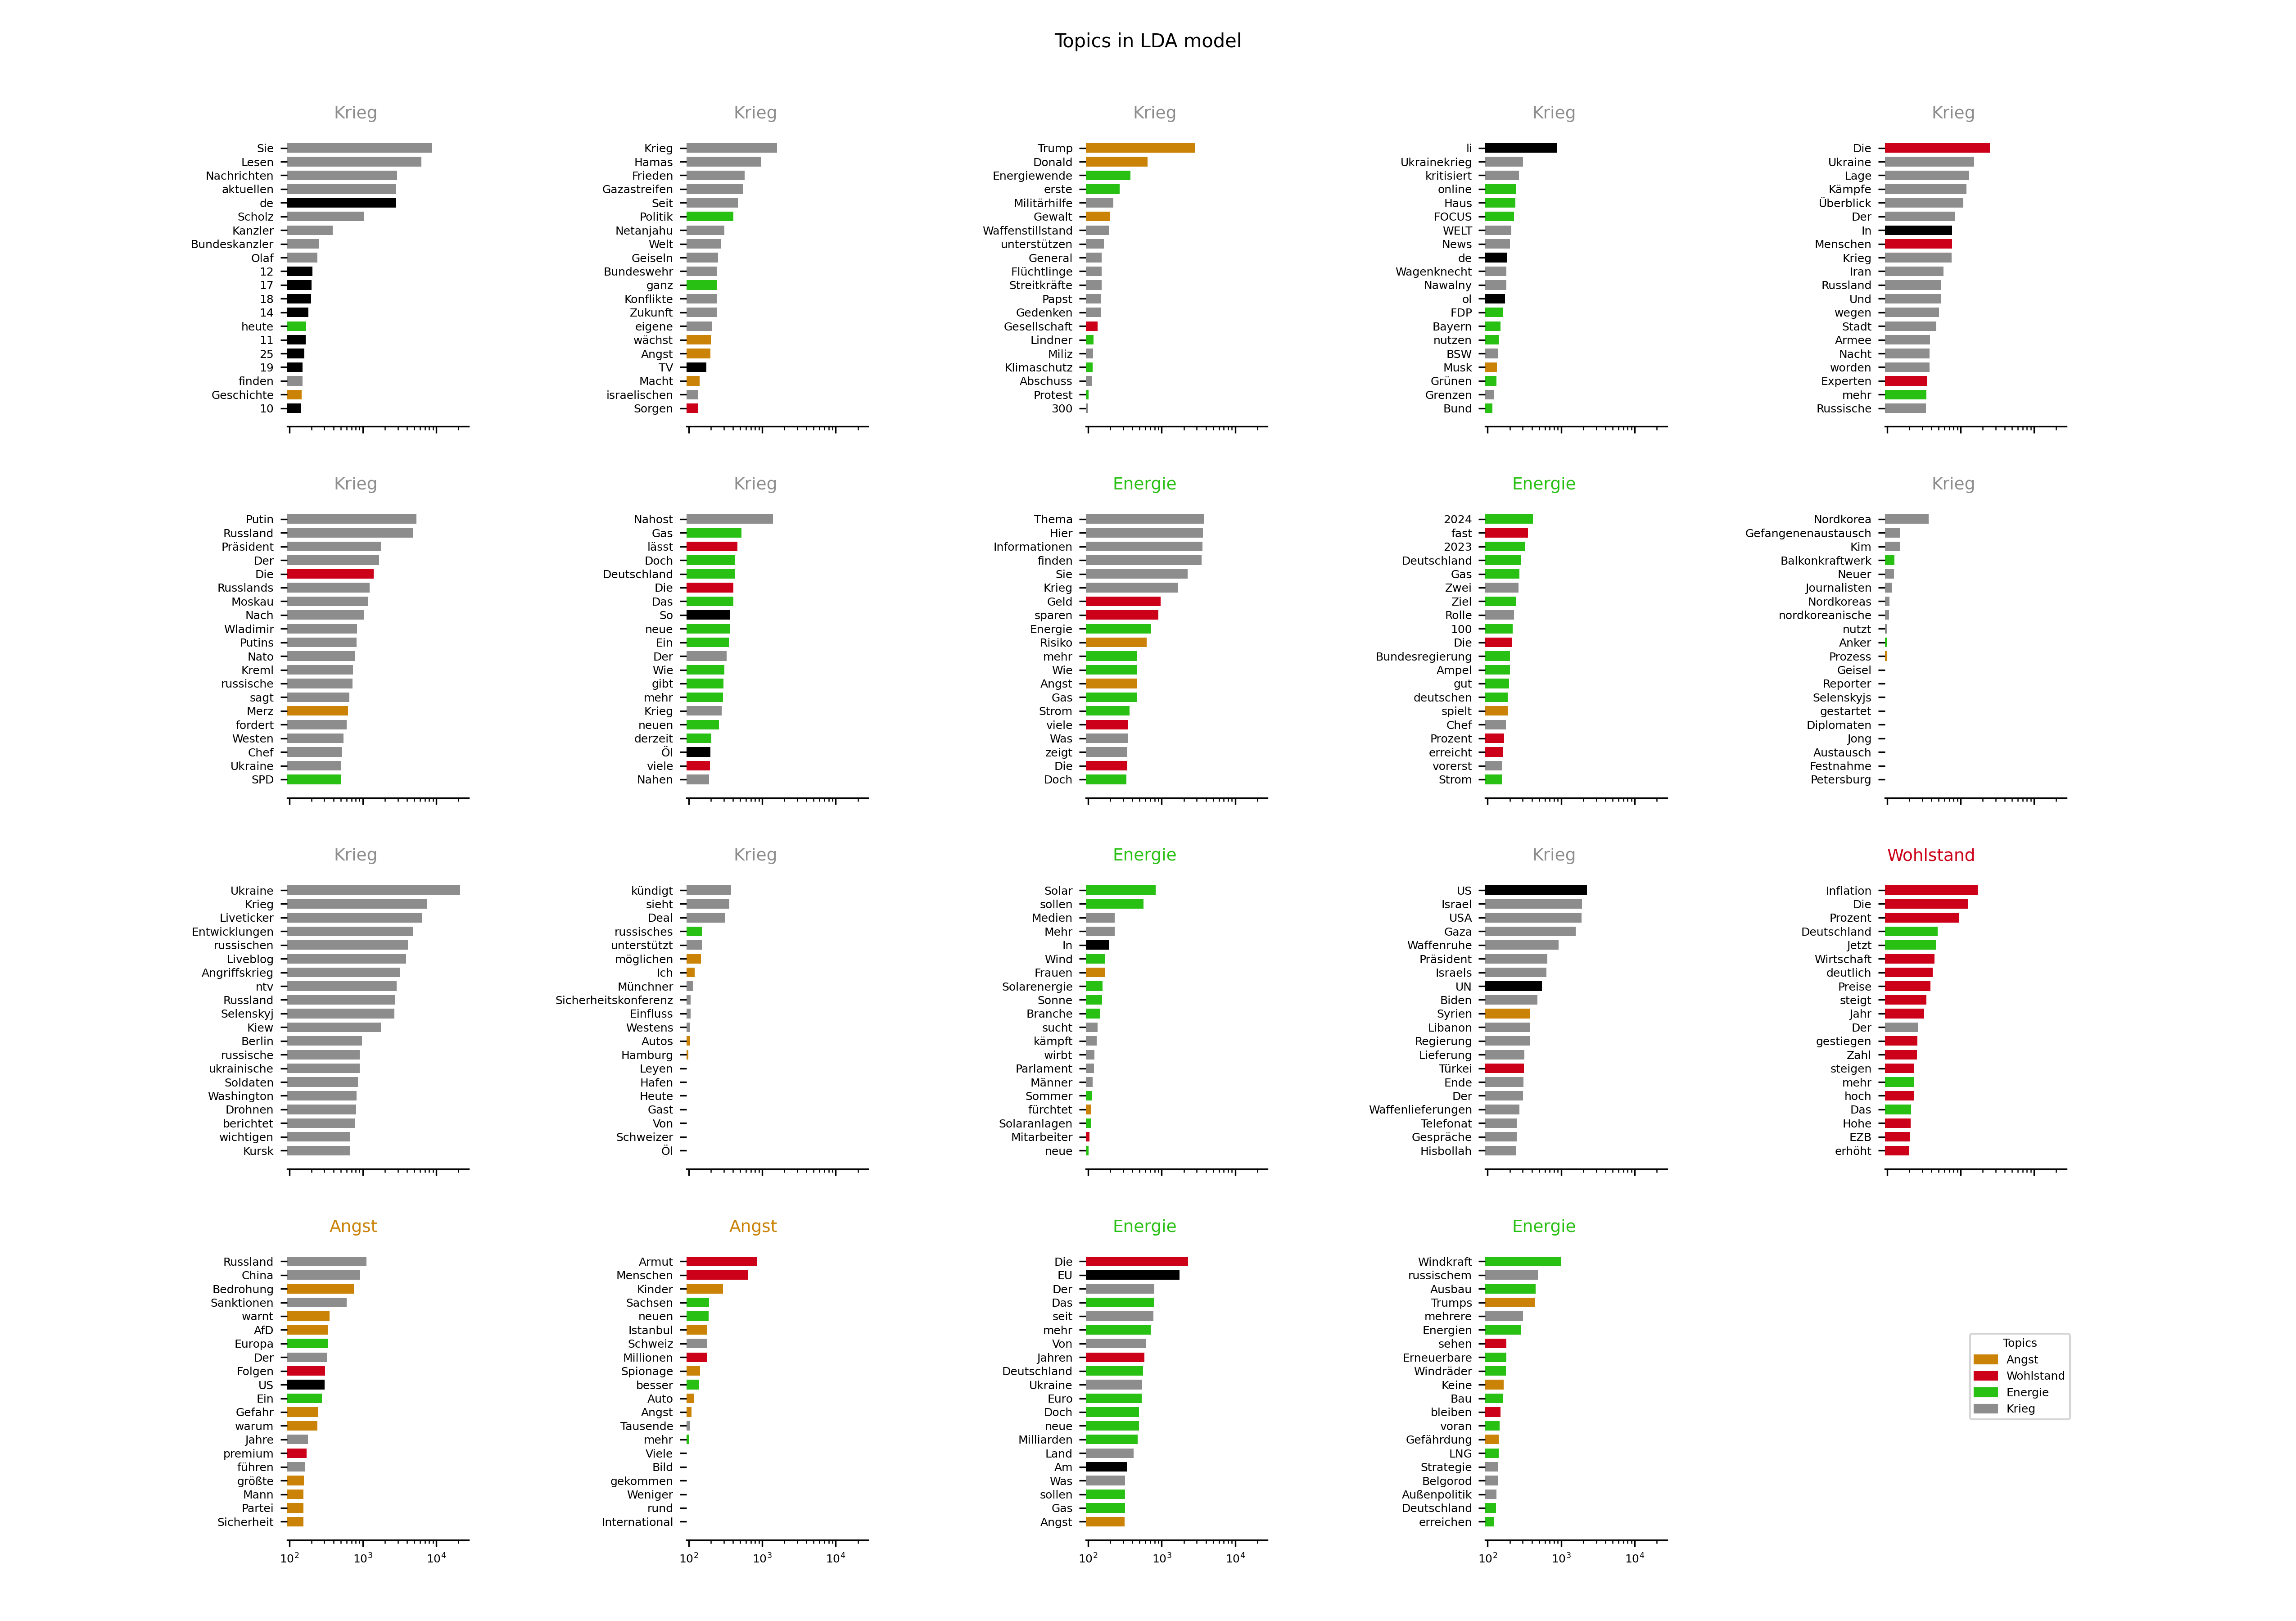 Topics in LDA model
Krieg
Sie
Lesen
Nachrichten
aktuellen
de
Scholz
Kanzler
Bundeskanzler
Olaf
12
17
18
14
heute
11
25
19
finden
Geschichte
10
Krieg
Krieg
Hamas
Frieden
Gazastreifen
Seit
Politik
Netanjahu
Welt
Geiseln
Bundeswehr
ganz
Konflikte
Zukunft
eigene
wächst
Angst
TV
Macht
israelischen
Sorgen
Krieg
Trump
Donald
Energiewende
erste
Militärhilfe
Gewalt
Waffenstillstand
unterstützen
General
Flüchtlinge
Streitkräfte
Papst
Gedenken
Gesellschaft
Lindner
Miliz
Klimaschutz
Abschuss
Protest
300
Krieg
li
Ukrainekrieg
kritisiert
online
Haus
FOCUS
WELT
News
de
Wagenknecht
Nawalny
ol
FDP
Bayern
nutzen
BSW
Musk
Grünen
Grenzen
Bund
Krieg
Die
Ukraine
Lage
Kämpfe
Überblick
Der
In
Menschen
Krieg
Iran
Russland
Und
wegen
Stadt
Armee
Nacht
worden
Experten
mehr
Russische
Krieg
Putin
Russland
Präsident
Der
Die
Russlands
Moskau
Nach
Wladimir
Putins
Nato
Kreml
russische
sagt
Merz
fordert
Westen
Chef
Ukraine
SPD
Krieg
Nahost
Gas
lässt
Doch
Deutschland
Die
Das
So
neue
Ein
Der
Wie
gibt
mehr
Krieg
neuen
derzeit
Öl
viele
Nahen
Energie
Thema
Hier
Informationen
finden
Sie
Krieg
Geld
sparen
Energie
Risiko
mehr
Wie
Angst
Gas
Strom
viele
Was
zeigt
Die
Doch
Energie
2024
fast
2023
Deutschland
Gas
Zwei
Ziel
Rolle
100
Die
Bundesregierung
Ampel
gut
deutschen
spielt
Chef
Prozent
erreicht
vorerst
Strom
Krieg
Nordkorea
Gefangenenaustausch
Kim
Balkonkraftwerk
Neuer
Journalisten
Nordkoreas
nordkoreanische
nutzt
Anker
Prozess
Geisel
Reporter
Selenskyjs
gestartet
Diplomaten
Jong
Austausch
Festnahme
Petersburg
Krieg
Ukraine
Krieg
Liveticker
Entwicklungen
russischen
Liveblog
Angriffskrieg
ntv
Russland
Selenskyj
Kiew
Berlin
russische
ukrainische
Soldaten
Washington
Drohnen
berichtet
wichtigen
Kursk
Krieg
kündigt
sieht
Deal
russisches
unterstützt
möglichen
Ich
Münchner
Sicherheitskonferenz
Einfluss
Westens
Autos
Hamburg
Leyen
Hafen
Heute
Gast
Von
Schweizer
Öl
Energie
Solar
sollen
Medien
Mehr
In
Wind
Frauen
Solarenergie
Sonne
Branche
sucht
kämpft
wirbt
Parlament
Männer
Sommer
fürchtet
Solaranlagen
Mitarbeiter
neue
Krieg
US
Israel
USA
Gaza
Waffenruhe
Präsident
Israels
UN
Biden
Syrien
Libanon
Regierung
Lieferung
Türkei
Ende
Der
Waffenlieferungen
Telefonat
Gespräche
Hisbollah
Wohlstand
Inflation
Die
Prozent
Deutschland
Jetzt
Wirtschaft
deutlich
Preise
steigt
Jahr
Der
gestiegen
Zahl
steigen
mehr
hoch
Das
Hohe
EZB
erhöht
Angst
Russland
China
Bedrohung
Sanktionen
warnt
AfD
Europa
Der
Folgen
US
Ein
Gefahr
warum
Jahre
premium
führen
größte
Mann
Partei
Sicherheit
10² 10³ 10⁴
Angst
Armut
Menschen
Kinder
Sachsen
neuen
Istanbul
Schweiz
Millionen
Spionage
besser
Auto
Angst
Tausende
mehr
Viele
Bild
gekommen
Weniger
rund
International
10² 10³ 10⁴
Energie
Die
EU
Der
Das
seit
mehr
Von
Jahren
Deutschland
Ukraine
Euro
Doch
neue
Milliarden
Land
Am
Was
sollen
Gas
Angst
10² 10³ 10⁴
Energie
Windkraft
russischem
Ausbau
Trumps
mehrere
Energien
sehen
Erneuerbare
Windräder
Keine
Bau
bleiben
voran
Gefährdung
LNG
Strategie
Belgorod
Außenpolitik
Deutschland
erreichen
10² 10³ 10⁴
Topics
Angst
Wohlstand
Energie
Krieg